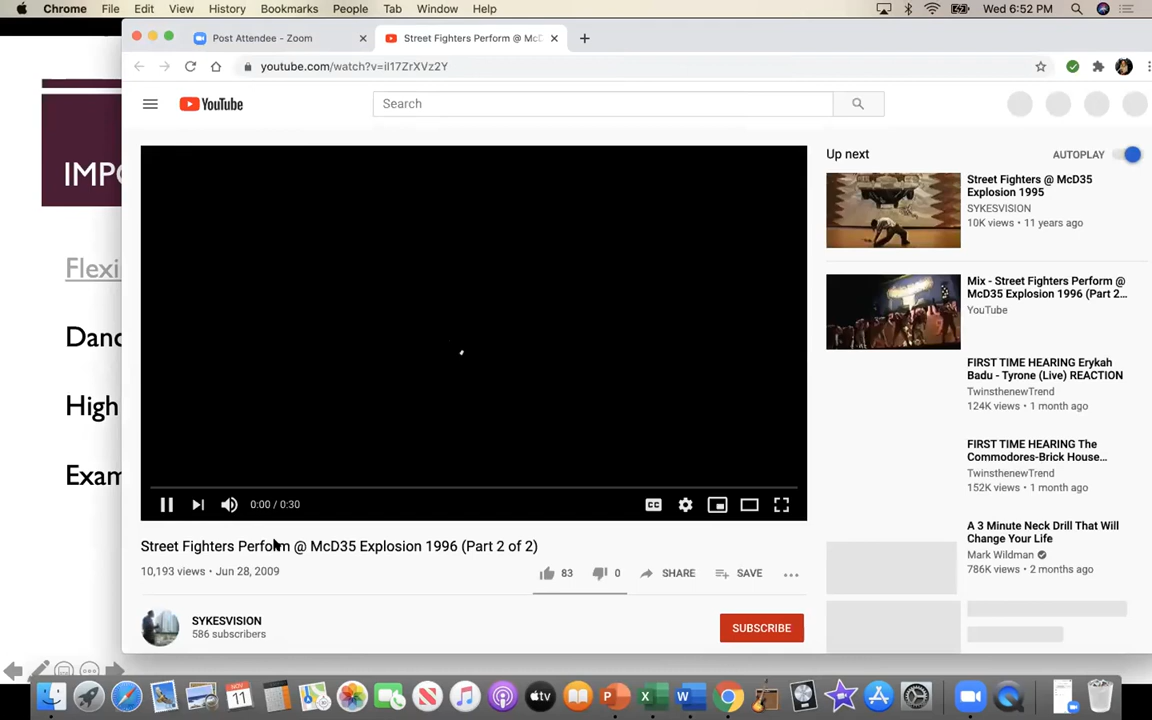 Chrome File Edit View History Bookmarks People Tab Window Help Wed 6:52 PM
Post Attendee - Zoom
Street Fighters Perform @ McD
youtube.com/watch?v=iI17ZrXVz2Y
YouTube
Search
IMPO
Flexi
Danc
High
Exam
0:00 / 0:30
CC
Street Fighters Perform @ McD35 Explosion 1996 (Part 2 of 2)
10,193 views • Jun 28, 2009
83
0
SHARE
SAVE
SYKESVISION
586 subscribers
SUBSCRIBE
Up next
AUTOPLAY
Street Fighters @ McD35
Explosion 1995
SYKESVISION
10K views • 11 years ago
Mix - Street Fighters Perform @
McD35 Explosion 1996 (Part 2...
YouTube
FIRST TIME HEARING Erykah
Badu - Tyrone (Live) REACTION
TwinsthenewTrend
124K views • 1 month ago
FIRST TIME HEARING The
Commodores-Brick House...
TwinsthenewTrend
152K views • 1 month ago
A 3 Minute Neck Drill That Will
Change Your Life
Mark Wildman
786K views • 2 months ago
NOV
11
tv